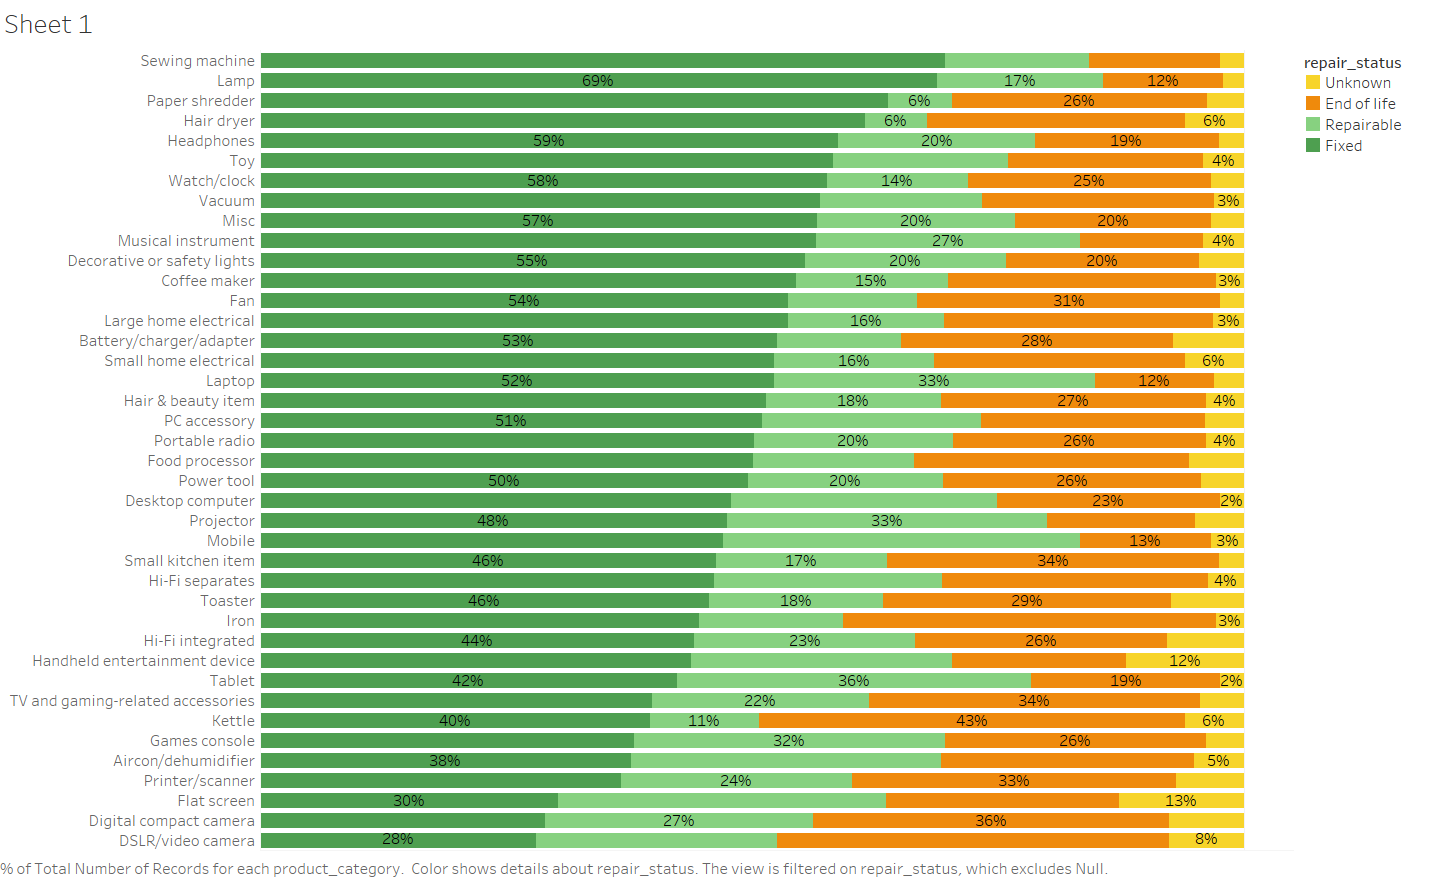 Sheet 1
repair_status
Unknown
End of life
Repairable
Fixed
Sewing machine
Lamp 69% 17% 12%
Paper shredder 6% 26%
Hair dryer 6% 6%
Headphones 59% 20% 19%
Toy 4%
Watch/clock 58% 14% 25%
Vacuum 3%
Misc 57% 20% 20%
Musical instrument 27% 4%
Decorative or safety lights 55% 20% 20%
Coffee maker 15% 3%
Fan 54% 31%
Large home electrical 16% 3%
Battery/charger/adapter 53% 28%
Small home electrical 16% 6%
Laptop 52% 33% 12%
Hair & beauty item 18% 27% 4%
PC accessory 51%
Portable radio 20% 26% 4%
Food processor
Power tool 50% 20% 26%
Desktop computer 23% 2%
Projector 48% 33%
Mobile 13% 3%
Small kitchen item 46% 17% 34%
Hi-Fi separates 4%
Toaster 46% 18% 29%
Iron 3%
Hi-Fi integrated 44% 23% 26%
Handheld entertainment device 12%
Tablet 42% 36% 19% 2%
TV and gaming-related accessories 22% 34%
Kettle 40% 11% 43% 6%
Games console 32% 26%
Aircon/dehumidifier 38% 5%
Printer/scanner 24% 33%
Flat screen 30% 13%
Digital compact camera 27% 36%
DSLR/video camera 28% 8%
% of Total Number of Records for each product_category.  Color shows details about repair_status. The view is filtered on repair_status, which excludes Null.